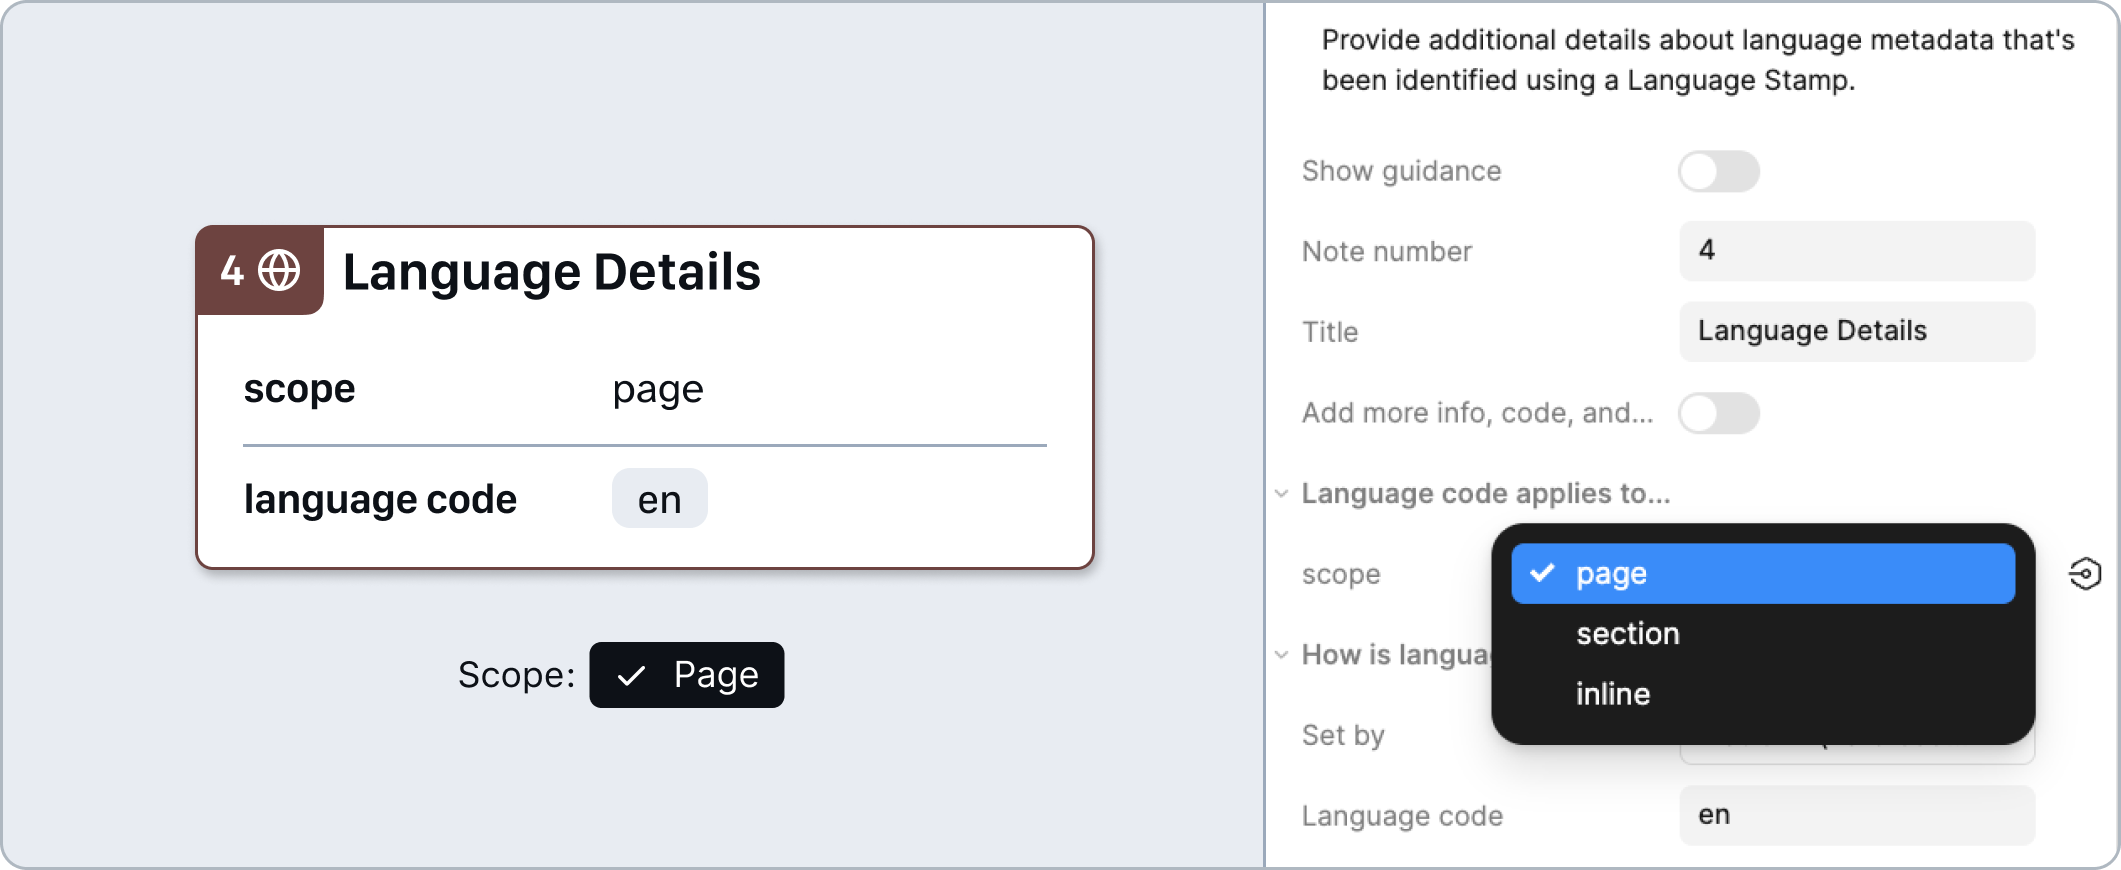 4 Language Details
scope page
language code en
Scope: Page
Provide additional details about language metadata that's
been identified using a Language Stamp.
Show guidance
Note number 4
Title Language Details
Add more info, code, and...
Language code applies to...
scope page
section
How is
inline
Set by
Language code en